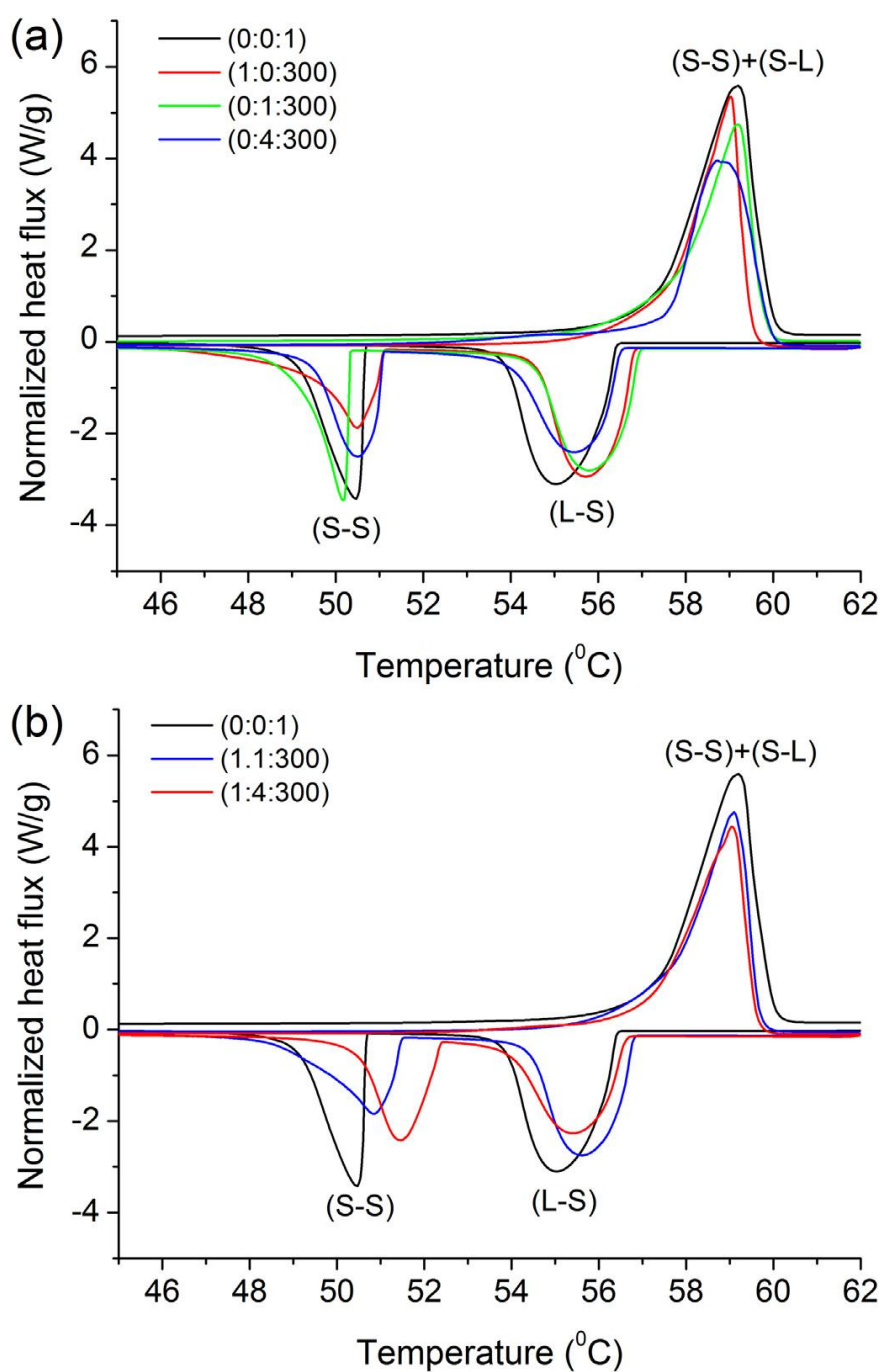 (a)
(0:0:1)
(1:0:300)
(0:1:300)
(0:4:300)
(S-S)+(S-L)
(S-S)
(L-S)
Normalized heat flux (W/g)
6
4
2
0
-2
-4
46 48 50 52 54 56 58 60 62
Temperature (⁰C)
(b)
(0:0:1)
(1.1:300)
(1:4:300)
(S-S)+(S-L)
(S-S)
(L-S)
Normalized heat flux (W/g)
6
4
2
0
-2
-4
46 48 50 52 54 56 58 60 62
Temperature (⁰C)